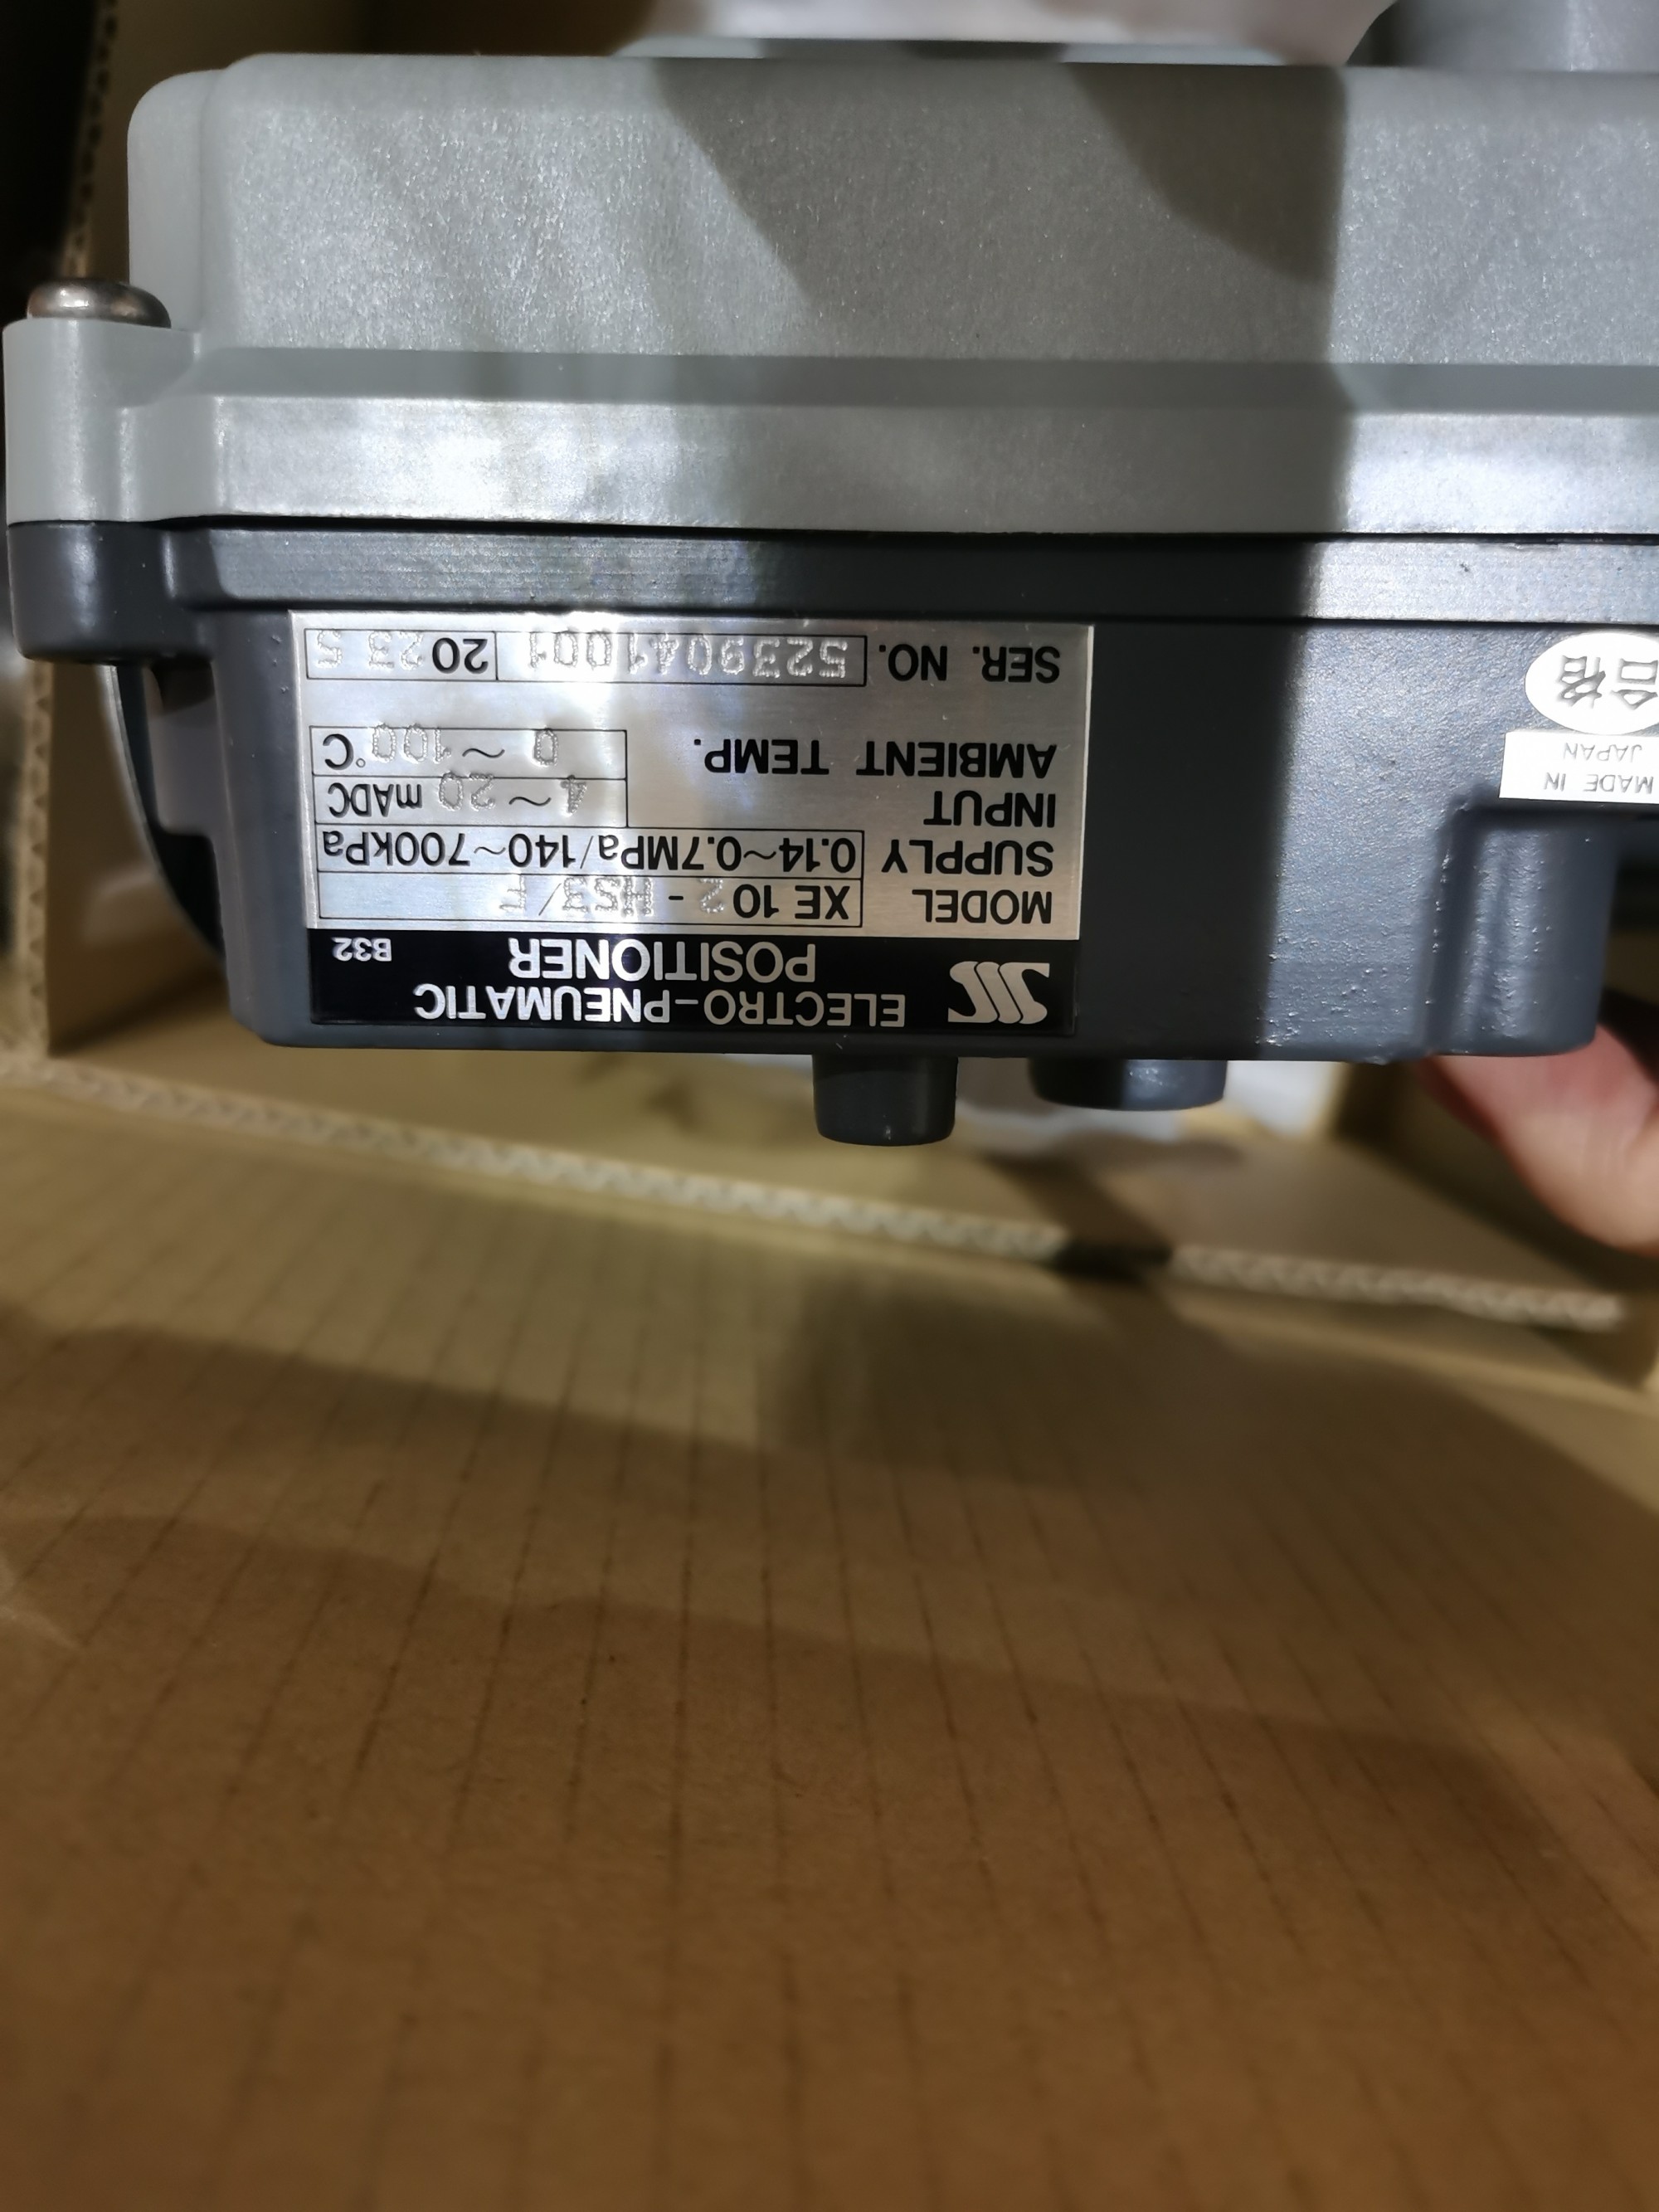 SSS ELECTRO-PNEUMATIC
POSITIONER B32
MODEL XE 102 - HS3/F
SUPPLY 0.14~0.7MPa/140~700kPa
INPUT 4~20 mADC
AMBIENT TEMP. 0~100°C
SER. NO. 5239041001 2023 5
MADE IN
JAPAN
合格